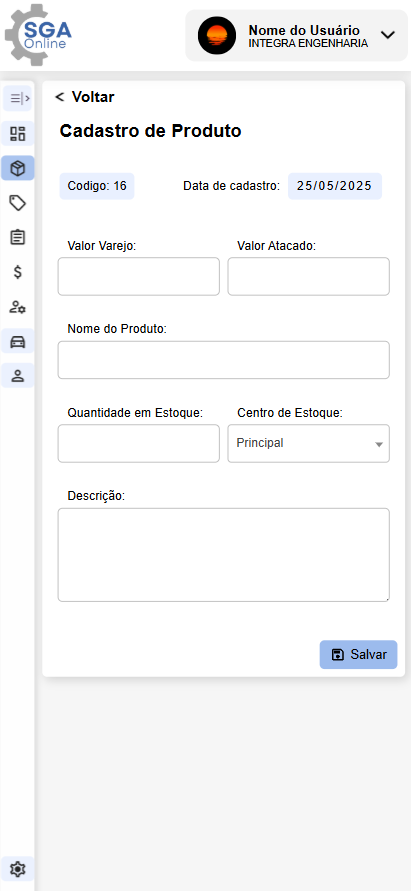 SGA
Online
Nome do Usuário
INTEGRA ENGENHARIA
< Voltar
Cadastro de Produto
Codigo: 16 Data de cadastro: 25/05/2025
Valor Varejo: Valor Atacado:
Nome do Produto:
Quantidade em Estoque: Centro de Estoque:
Principal
Descrição:
Salvar